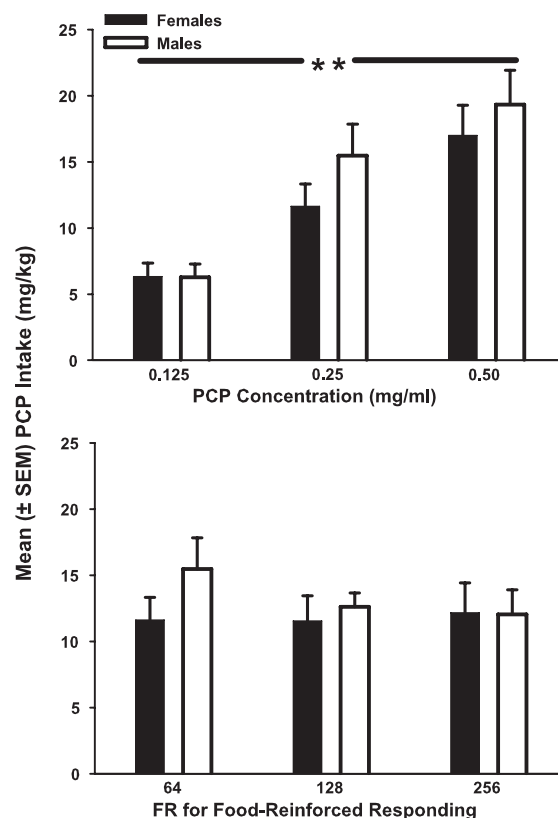 Females
Males
25
20
15
10
5
0
**
0.125 0.25 0.50
PCP Concentration (mg/ml)
Mean (± SEM) PCP Intake (mg/kg)
25
20
15
10
5
0
64 128 256
FR for Food-Reinforced Responding